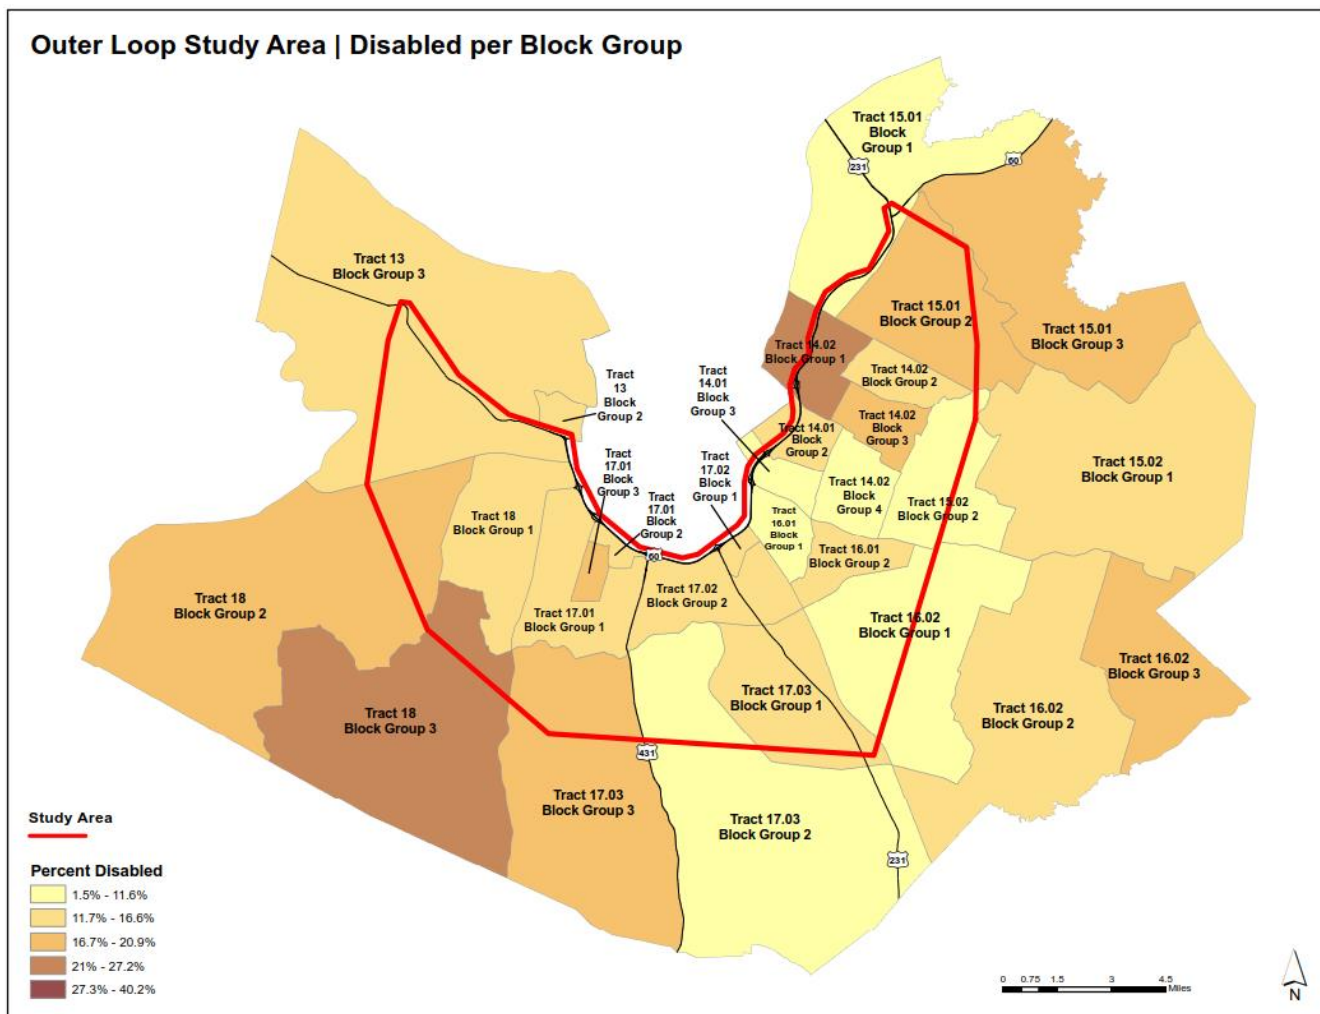 Outer Loop Study Area | Disabled per Block Group
Tract 15.01
Block
Group 1
231
60
Tract 13
Block Group 3
Tract 15.01
Block Group 2
Tract 15.01
Block Group 3
Tract 14.02
Block Group 1
Tract 14.02
Block Group 2
Tract
13
Block
Group 2
Tract
14.01
Block
Group 3
Tract 14.02
Block
Group 3
Tract 14.01
Block
Group 2
Tract
17.01
Block
Group 3
Tract
17.02
Block
Group 1
Tract 15.02
Block Group 1
Tract 14.02
Block
Group 4
Tract 15.02
Block Group 2
Tract 18
Block Group 1
Tract
17.01
Block
Group 2
Tract
16.01
Block
Group 1
60
Tract 16.01
Block Group 2
Tract 18
Block Group 2
Tract 17.01
Block Group 1
Tract 17.02
Block Group 2
Tract 16.02
Block Group 1
Tract 16.02
Block Group 3
Tract 17.03
Block Group 1
Tract 16.02
Block Group 2
Tract 18
Block Group 3
431
Tract 17.03
Block Group 3
Tract 17.03
Block Group 2
231
Study Area
Percent Disabled
1.5% - 11.6%
11.7% - 16.6%
16.7% - 20.9%
21% - 27.2%
27.3% - 40.2%
0 0.75 1.5 3 4.5
Miles
N